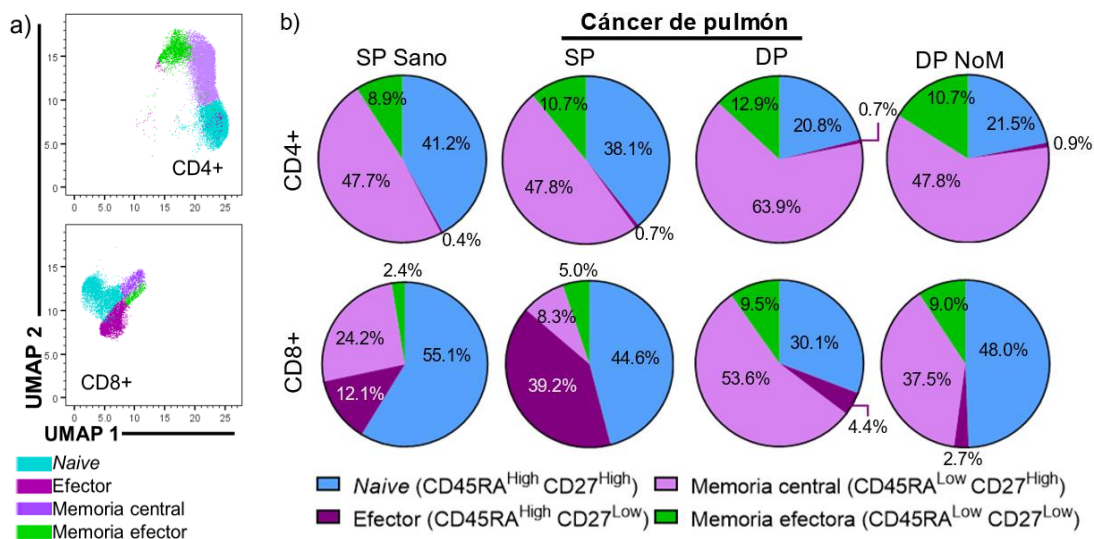 a)
UMAP 2
15
10
5.0
0
CD4+
0
5.0
10
15
20
25
15
10
5.0
0
CD8+
0
5.0
10
15
20
25
UMAP 1
Naive
Efector
Memoria central
Memoria efector
b)
Cáncer de pulmón
SP Sano
SP
DP
DP NoM
CD4+
8.9%
41.2%
47.7%
0.4%
10.7%
38.1%
47.8%
0.7%
12.9%
20.8%
0.7%
63.9%
10.7%
21.5%
0.9%
47.8%
CD8+
2.4%
24.2%
55.1%
12.1%
5.0%
8.3%
44.6%
39.2%
9.5%
30.1%
53.6%
4.4%
9.0%
48.0%
37.5%
2.7%
Naive (CD45RAHigh CD27High)
Memoria central (CD45RALow CD27High)
Efector (CD45RAHigh CD27Low)
Memoria efectora (CD45RALow CD27Low)